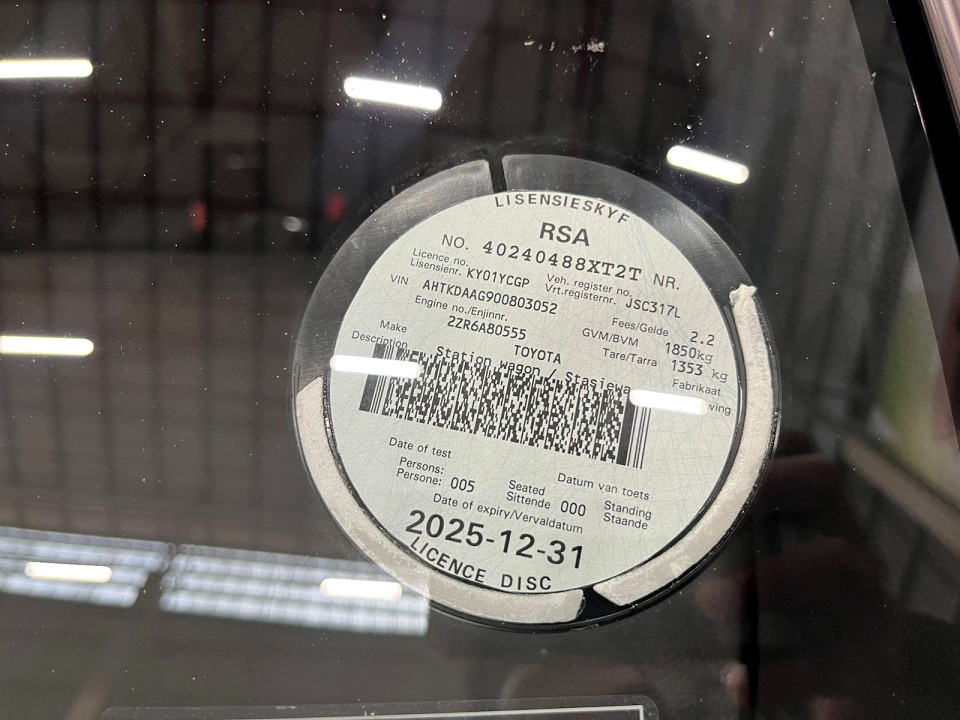 LISENSIESKYF
RSA
NO. 40240488XT2T NR.
Licence no. Veh. register no.
Lisensienr. KY01YCGP Vrt.registernr. JSC317L
VIN AHTKDAAG900803052 Fees/Gelde 2.2
Engine no./Enjinnr. GVM/BVM 1850kg
2ZR6A80555 Tare/Tarra 1353 kg
Make TOYOTA Fabrikaat
Description Station wagon / Stasiewa
Date of test Datum van toets
Persons: Seated Standing
Persone: 005 Sittende 000 Staande
Date of expiry/Vervaldatum
2025-12-31
LICENCE DISC